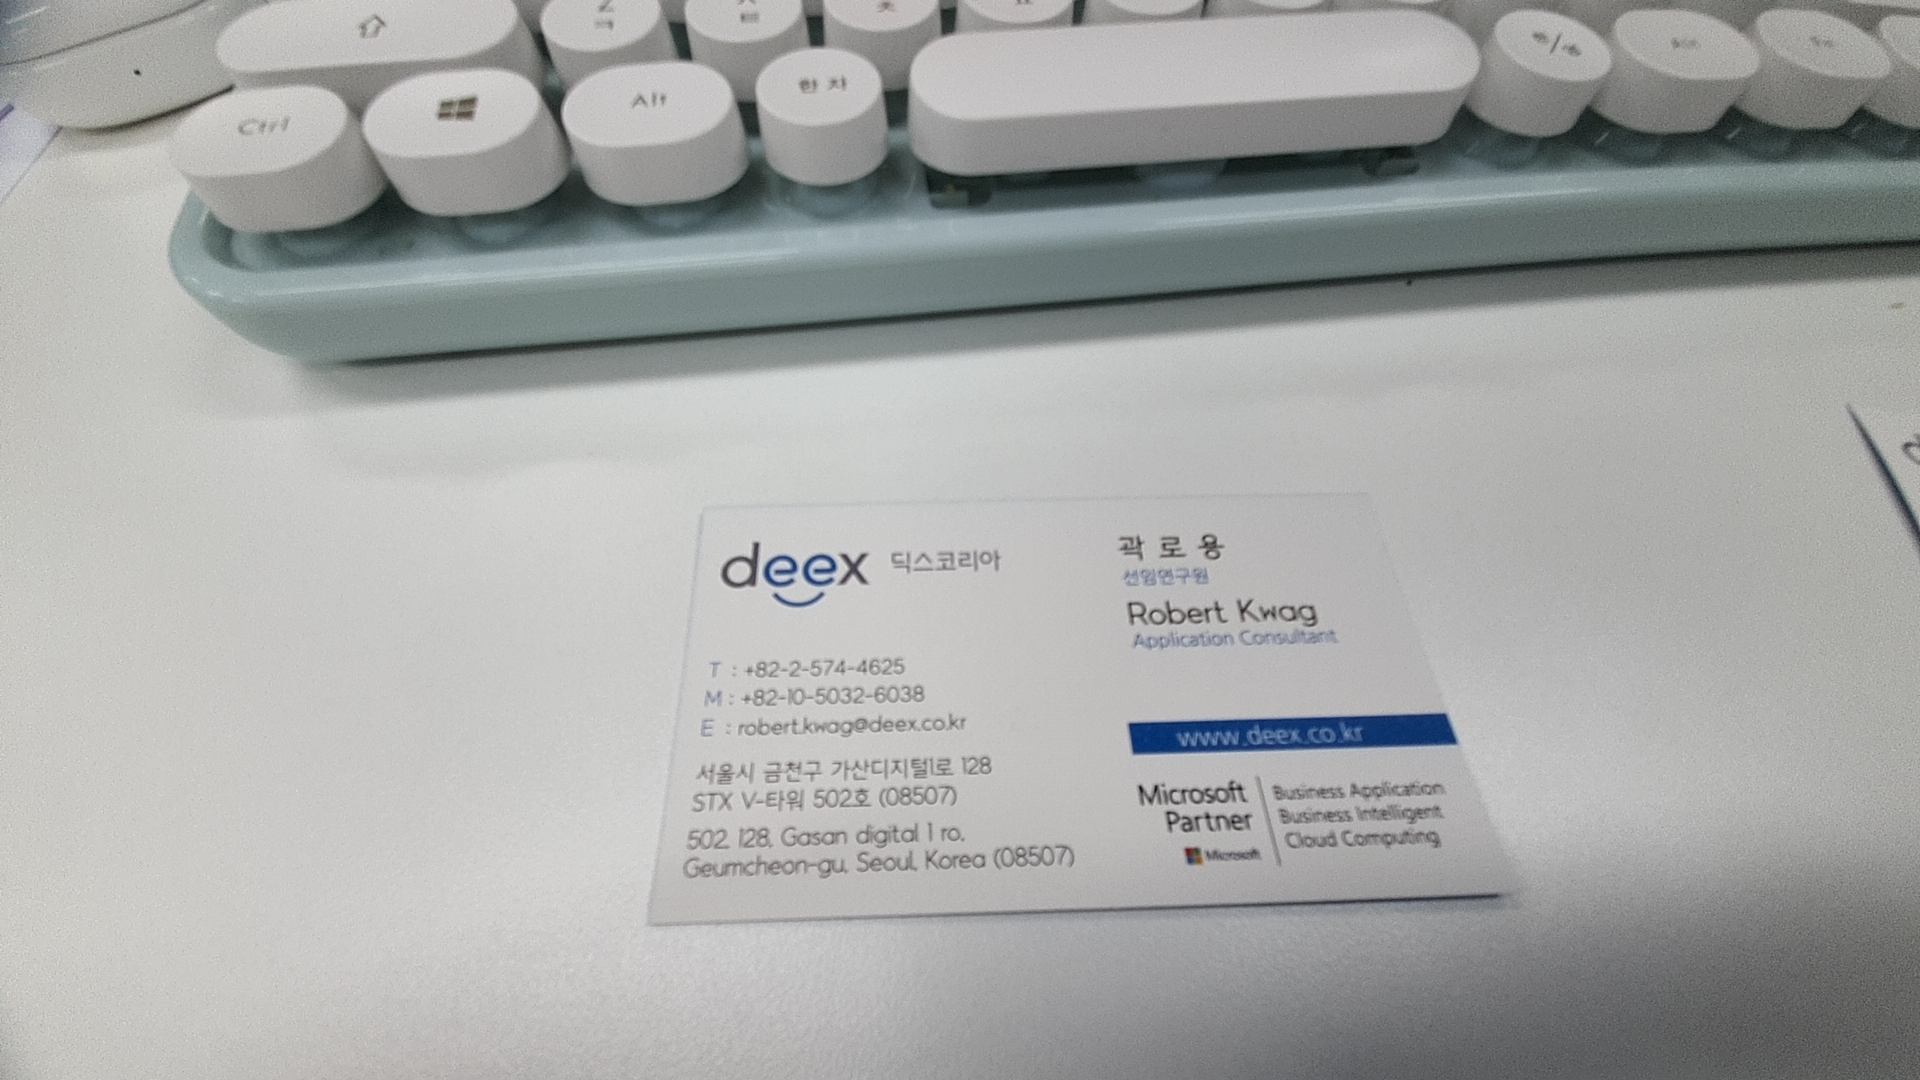 Ctrl
Alt
한 자
한/영
deex 딕스코리아
곽 로 용
선임연구원
Robert Kwag
Application Consultant
T : +82-2-574-4625
M : +82-10-5032-6038
E : robert.kwag@deex.co.kr
서울시 금천구 가산디지털1로 128
STX V-타워 502호 (08507)
502, 128, Gasan digital 1 ro,
Geumcheon-gu, Seoul, Korea (08507)
www.deex.co.kr
Microsoft
Partner
Microsoft
Business Application
Business Intelligent
Cloud Computing